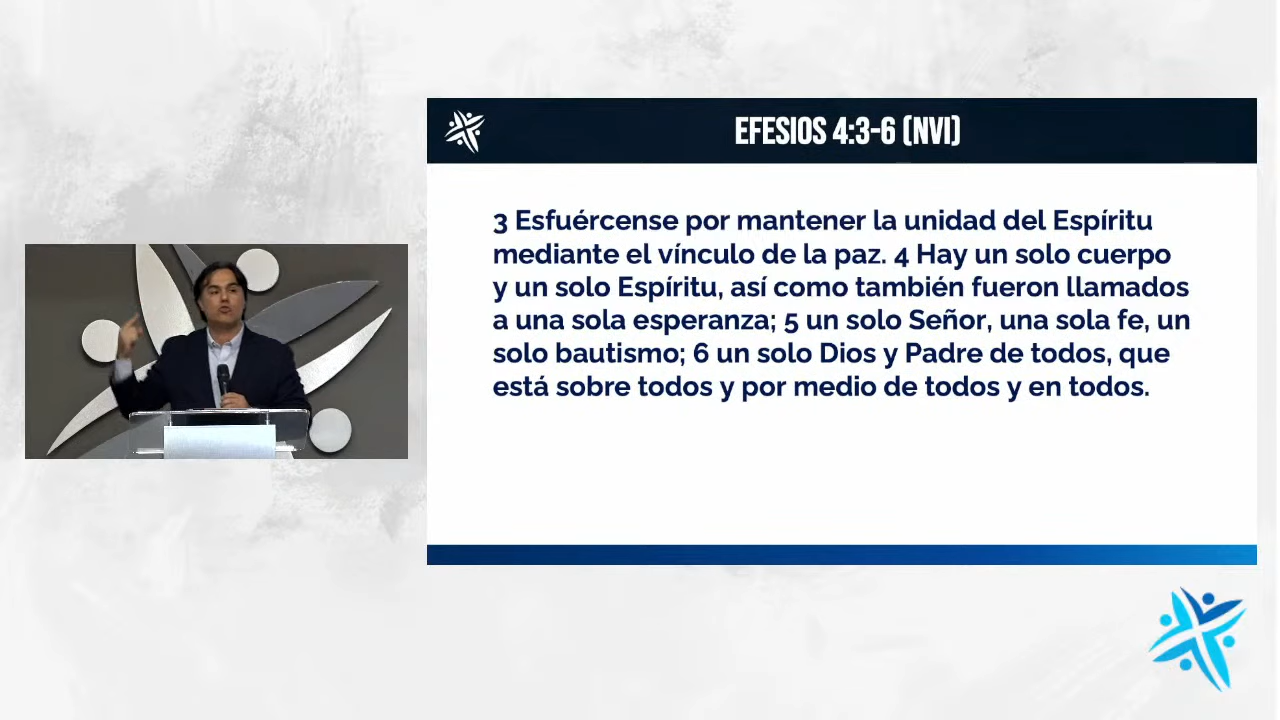 EFESIOS 4:3-6 (NVI)
3 Esfuércense por mantener la unidad del Espíritu
mediante el vínculo de la paz. 4 Hay un solo cuerpo
y un solo Espíritu, así como también fueron llamados
a una sola esperanza; 5 un solo Señor, una sola fe, un
solo bautismo; 6 un solo Dios y Padre de todos, que
está sobre todos y por medio de todos y en todos.